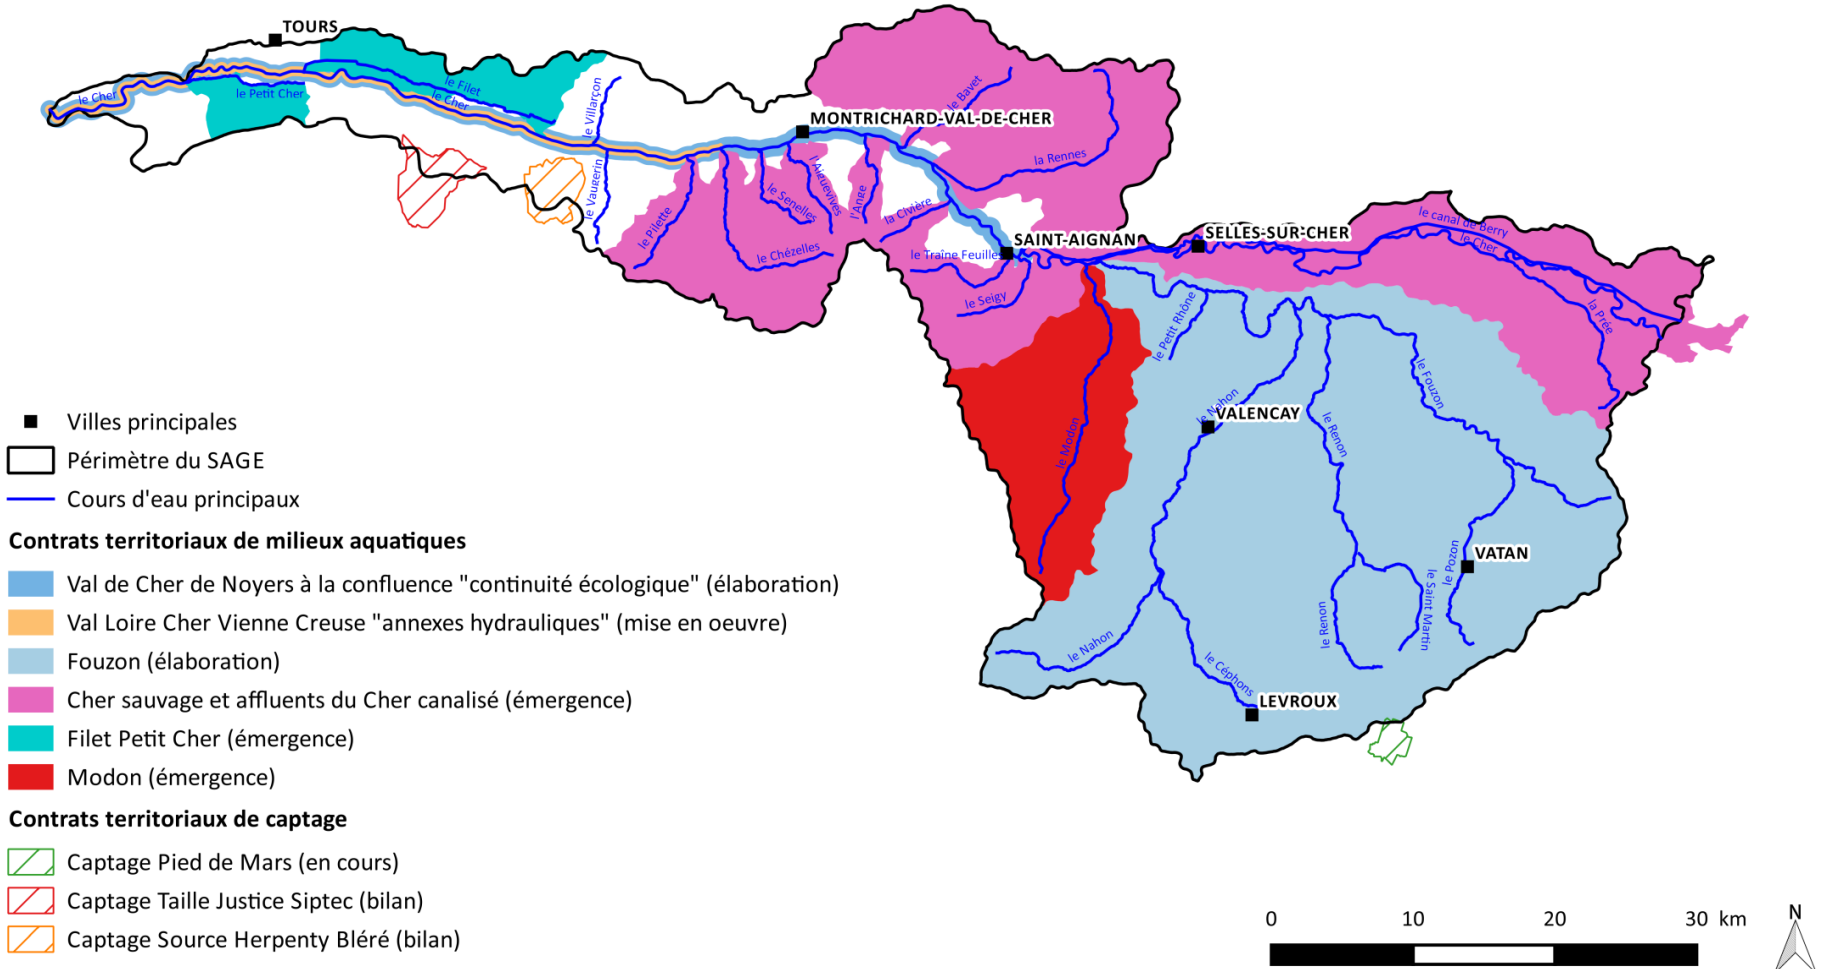 TOURS
le Cher
le Petit Cher
le Filet
le Cher
le Villarçon
le Vaugerin
MONTRICHARD-VAL-DE-CHER
le Bavet
la Rennes
l'Aiguevives
le Senelles
l'Ange
la Civière
le Pilette
le Chézelles
le Traîne Feuilles
le Seigy
SAINT-AIGNAN
SELLES-SUR-CHER
le canal de Berry
le Cher
la Prée
le Petit Rhône
le Fouzon
le Nahon
VALENCAY
le Renon
le Modon
VATAN
le Pozon
le Saint Martin
le Renon
le Nahon
le Céphons
LEVROUX
Villes principales
Périmètre du SAGE
Cours d'eau principaux
Contrats territoriaux de milieux aquatiques
Val de Cher de Noyers à la confluence "continuité écologique" (élaboration)
Val Loire Cher Vienne Creuse "annexes hydrauliques" (mise en oeuvre)
Fouzon (élaboration)
Cher sauvage et affluents du Cher canalisé (émergence)
Filet Petit Cher (émergence)
Modon (émergence)
Contrats territoriaux de captage
Captage Pied de Mars (en cours)
Captage Taille Justice Siptec (bilan)
Captage Source Herpenty Bléré (bilan)
0 10 20 30 km
N